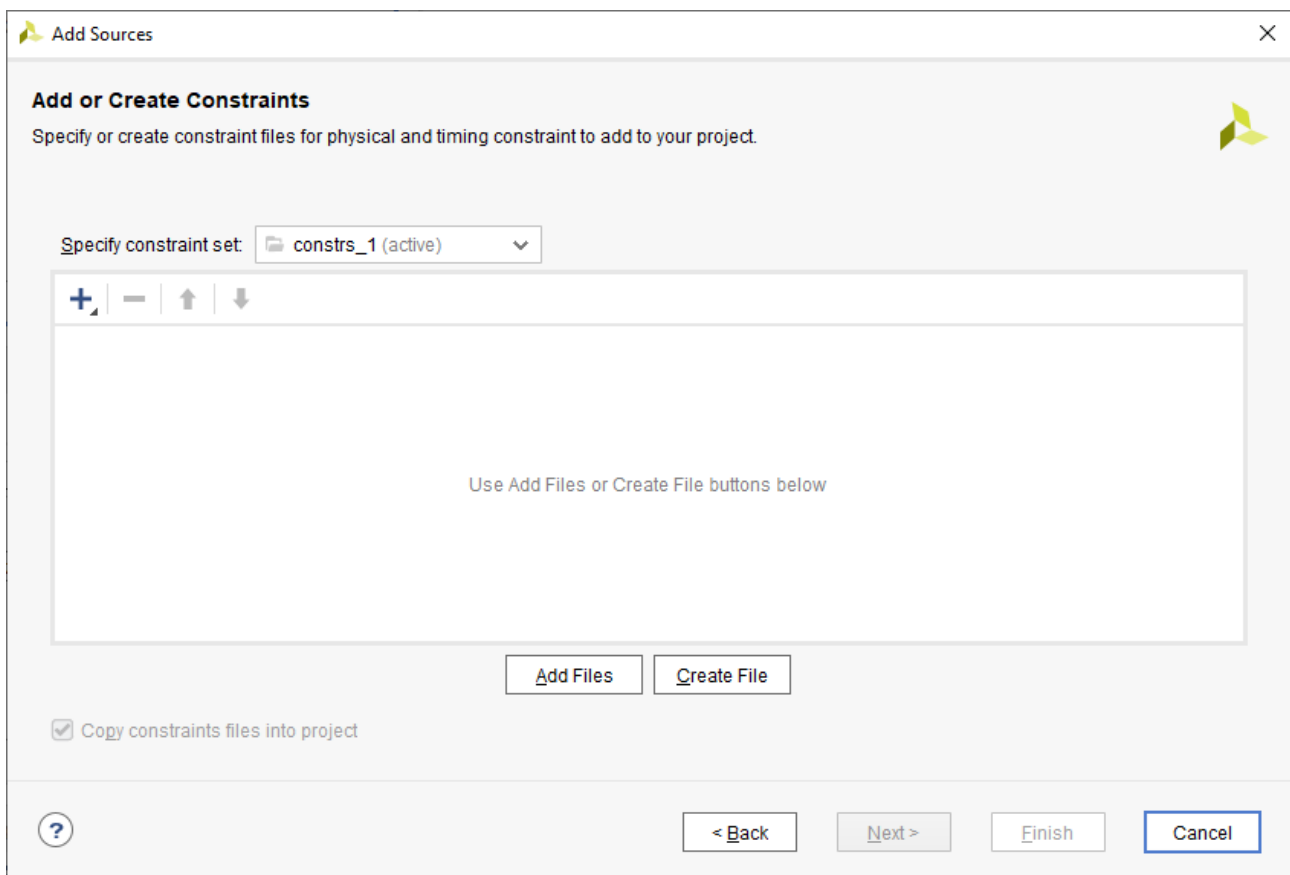 Add Sources
Add or Create Constraints
Specify or create constraint files for physical and timing constraint to add to your project.
Specify constraint set: constrs_1 (active)
Use Add Files or Create File buttons below
Add Files Create File
Copy constraints files into project
? < Back Next > Finish Cancel